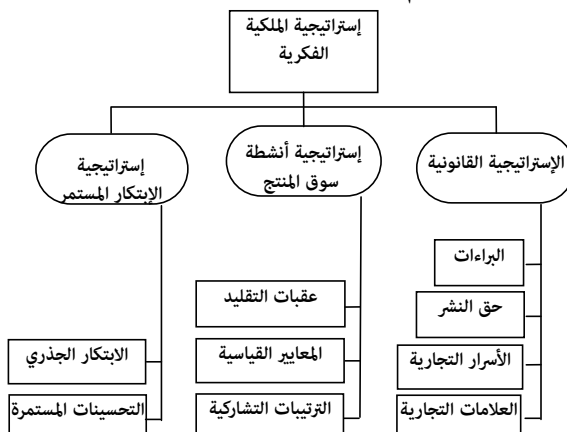 إستراتيجية الملكية
الفكرية
الإستراتيجية القانونية
إستراتيجية أنشطة
سوق المنتج
إستراتيجية
الإبتكار المستمر
البراءات
حق النشر
الأسرار التجارية
العلامات التجارية
عقبات التقليد
المعايير القياسية
الترتيبات التشاركية
الابتكار الجذري
التحسينات المستمرة